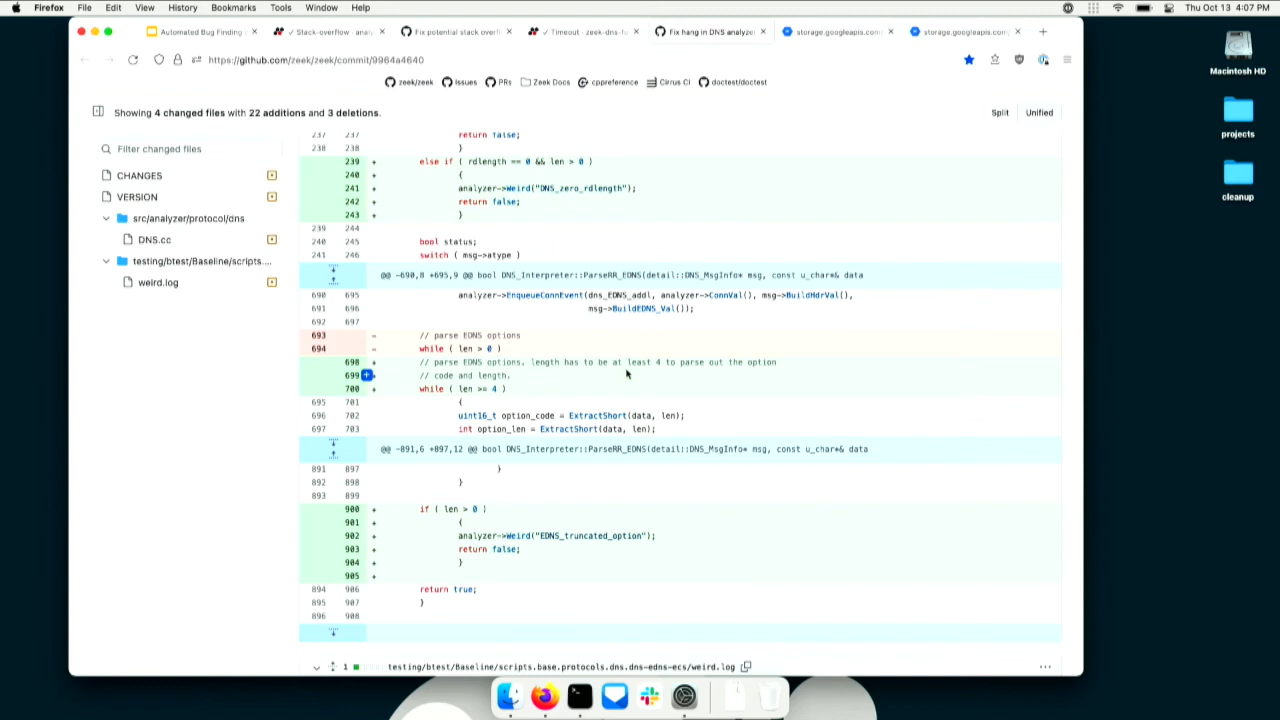 Firefox File Edit View History Bookmarks Tools Window Help Thu Oct 13 4:07 PM
Automated Bug Finding Stack-overflow · analy Fix potential stack overfl Timeout · zeek-dns-fu Fix hang in DNS analyzer storage.googleapis.com/ storage.googleapis.com/
https://github.com/zeek/zeek/commit/9964a4640
zeek/zeek Issues PRs Zeek Docs cppreference Cirrus CI doctest/doctest
Macintosh HD
projects
cleanup
Showing 4 changed files with 22 additions and 3 deletions.
Split Unified
Filter changed files
CHANGES
VERSION
src/analyzer/protocol/dns
DNS.cc
testing/btest/Baseline/scripts....
weird.log
237 237 return false;
238 238 }
239 + else if ( rdlength == 0 && len > 0 )
240 + {
241 + analyzer->Weird("DNS_zero_rdlength");
242 + return false;
243 + }
239 244
240 245 bool status;
241 246 switch ( msg->atype )
@@ -690,8 +695,9 @@ bool DNS_Interpreter::ParseRR_EDNS(detail::DNS_MsgInfo* msg, const u_char*& data
690 695 analyzer->EnqueueConnEvent(dns_EDNS_addl, analyzer->ConnVal(), msg->BuildHdrVal(),
691 696 msg->BuildEDNS_Val());
692 697
693 - // parse EDNS options
694 - while ( len > 0 )
698 + // parse EDNS options. length has to be at least 4 to parse out the option
699 + // code and length.
700 + while ( len >= 4 )
695 701 {
696 702 uint16_t option_code = ExtractShort(data, len);
697 703 int option_len = ExtractShort(data, len);
@@ -891,6 +897,12 @@ bool DNS_Interpreter::ParseRR_EDNS(detail::DNS_MsgInfo* msg, const u_char*& data
891 897 }
892 898 }
893 899
900 + if ( len > 0 )
901 + {
902 + analyzer->Weird("EDNS_truncated_option");
903 + return false;
904 + }
905 +
894 906 return true;
895 907 }
896 908
1 testing/btest/Baseline/scripts.base.protocols.dns.dns-edns-ecs/weird.log ...